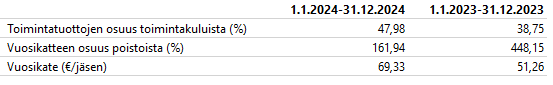 1.1.2024-31.12.2024 1.1.2023-31.12.2023
Toimintatuottojen osuus toimintakuluista (%) 47,98 38,75
Vuosikatteen osuus poistoista (%) 161,94 448,15
Vuosikate (€/jäsen) 69,33 51,26